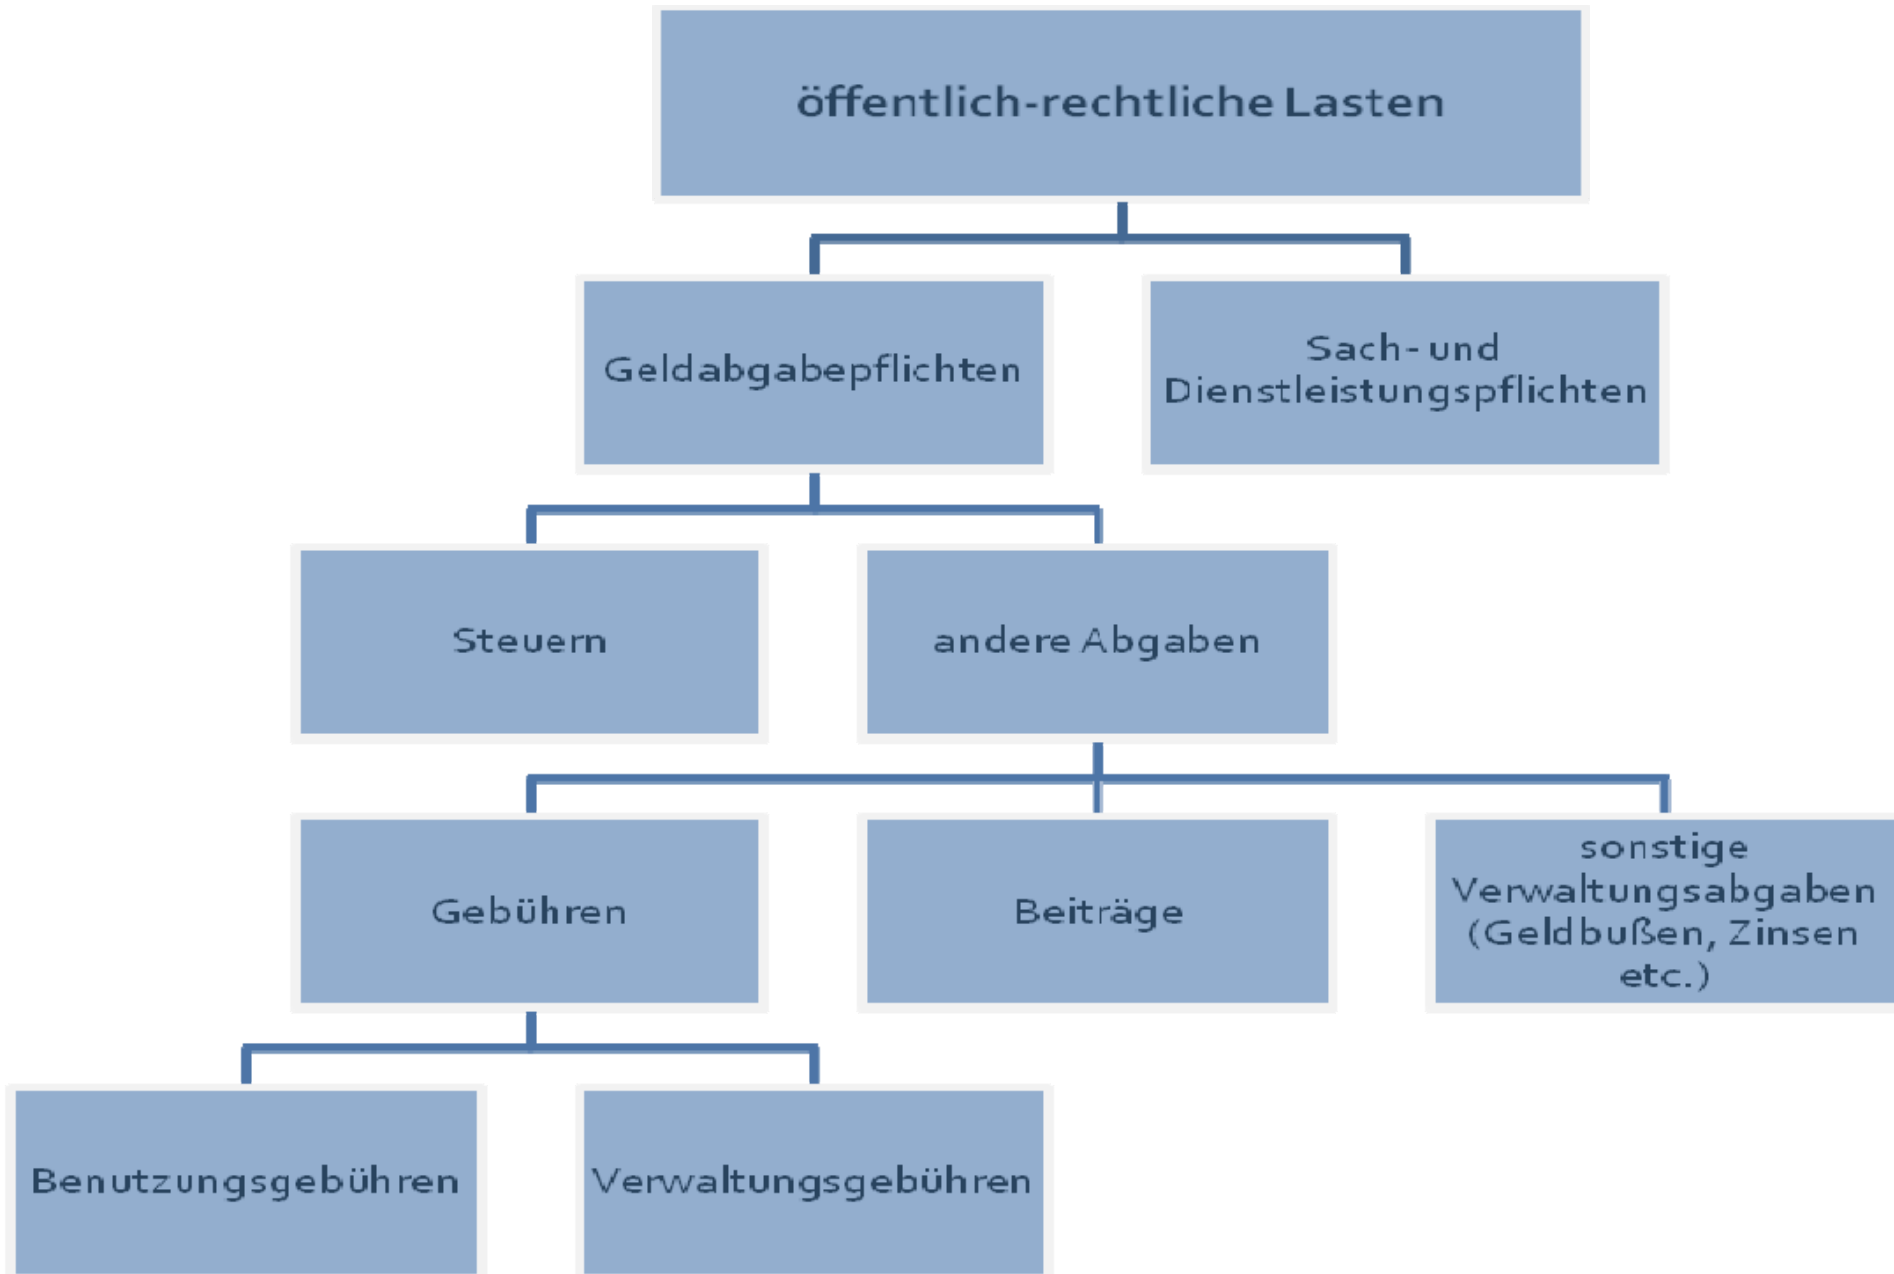 öffentlich-rechtliche Lasten
Geldabgabepflichten
Sach- und
Dienstleistungspflichten
Steuern
andere Abgaben
Gebühren
Beiträge
sonstige
Verwaltungsabgaben
(Geldbußen, Zinsen
etc.)
Benutzungsgebühren
Verwaltungsgebühren